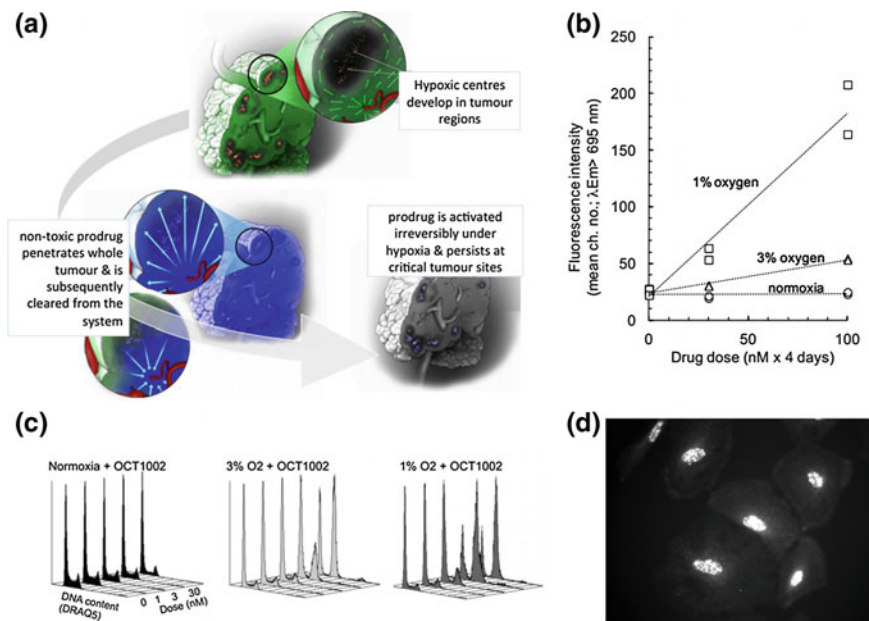 (a)
Hypoxic centres
develop in tumour
regions
non-toxic prodrug
penetrates whole
tumour & is
subsequently
cleared from the
system
prodrug is activated
irreversibly under
hypoxia & persists at
critical tumour sites
(b)
Fluorescence intensity
(mean ch. no.; λEm> 695 nm)
250
200
150
100
50
0
1% oxygen
3% oxygen
normoxia
0
50
100
Drug dose (nM x 4 days)
(c)
Normoxia + OCT1002
3% O2 + OCT1002
1% O2 + OCT1002
DNA content
(DRAQ5)
0 1 3 30
Dose (nM)
(d)